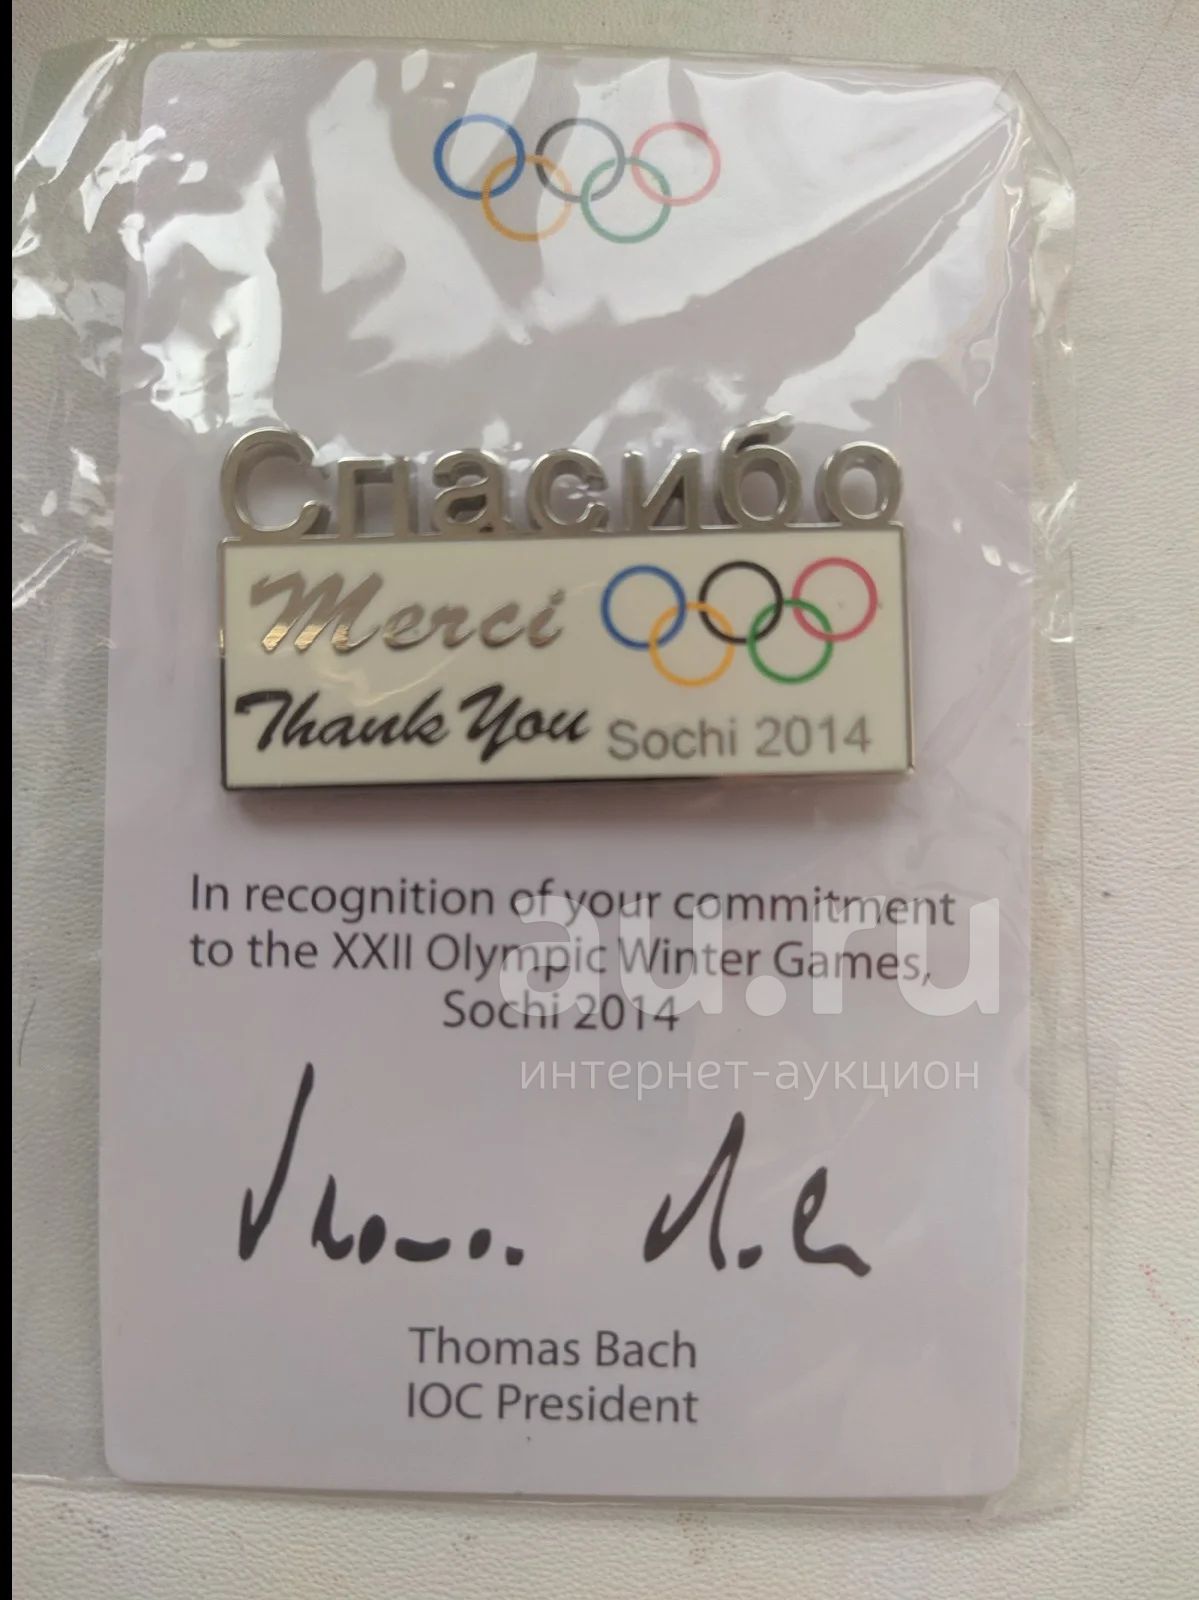 Спасибо
Merci
Thank You Sochi 2014
In recognition of your commitment
to the XXII Olympic Winter Games,
Sochi 2014
au.ru
интернет-аукцион
Thomas Bach
IOC President